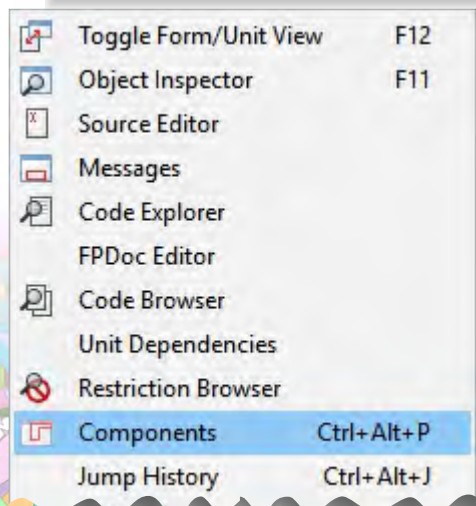 Toggle Form/Unit View F12
Object Inspector F11
Source Editor
Messages
Code Explorer
FPDoc Editor
Code Browser
Unit Dependencies
Restriction Browser
Components Ctrl+Alt+P
Jump History Ctrl+Alt+J